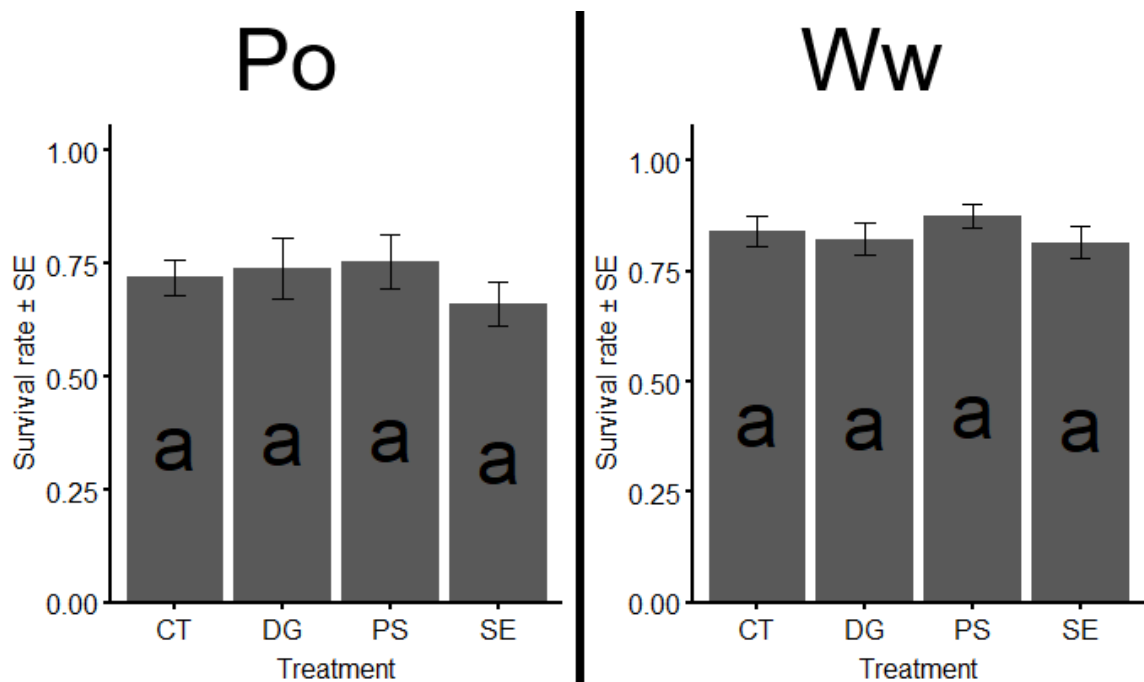 Po
Survival rate ± SE
1.00
0.75
0.50
0.25
0.00
a a a a
CT DG PS SE
Treatment
Ww
Survival rate ± SE
1.00
0.75
0.50
0.25
0.00
a a a a
CT DG PS SE
Treatment